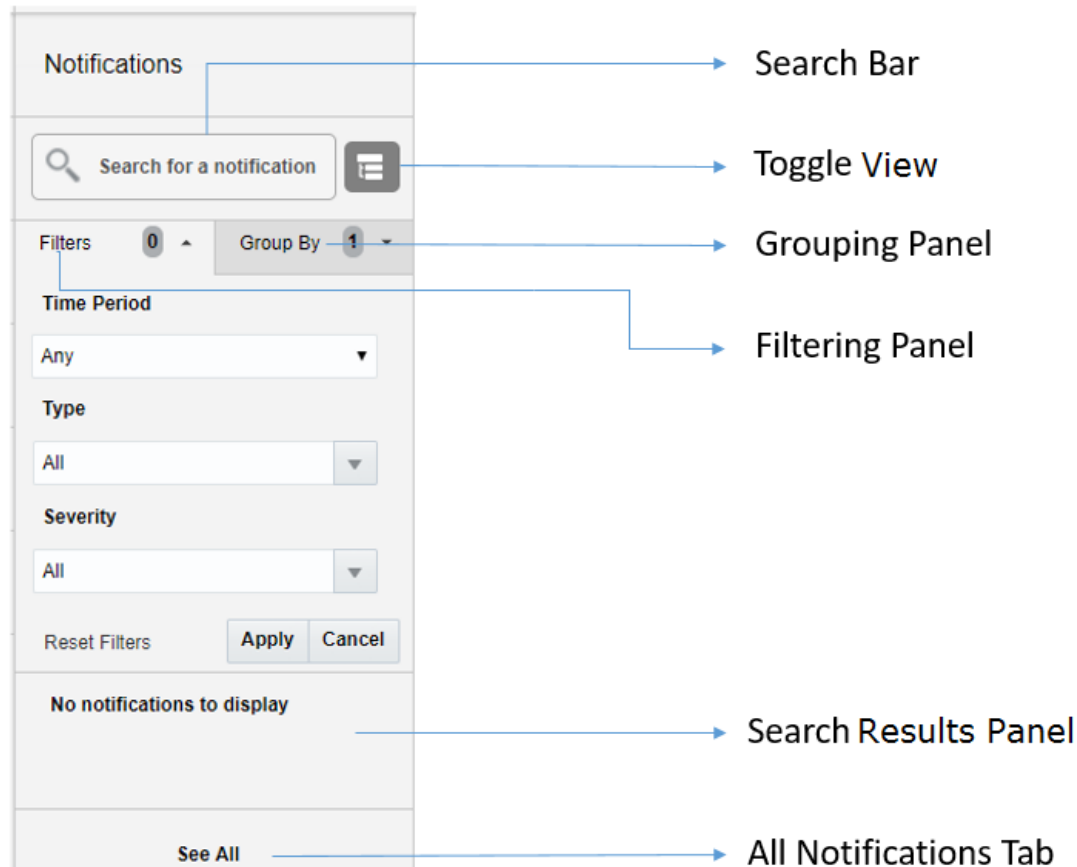 Notifications
Search Bar
Search for a notification
Toggle View
Filters 0 Group By 1
Grouping Panel
Time Period
Filtering Panel
Any
Type
All
Severity
All
Reset Filters Apply Cancel
No notifications to display
Search Results Panel
See All
All Notifications Tab